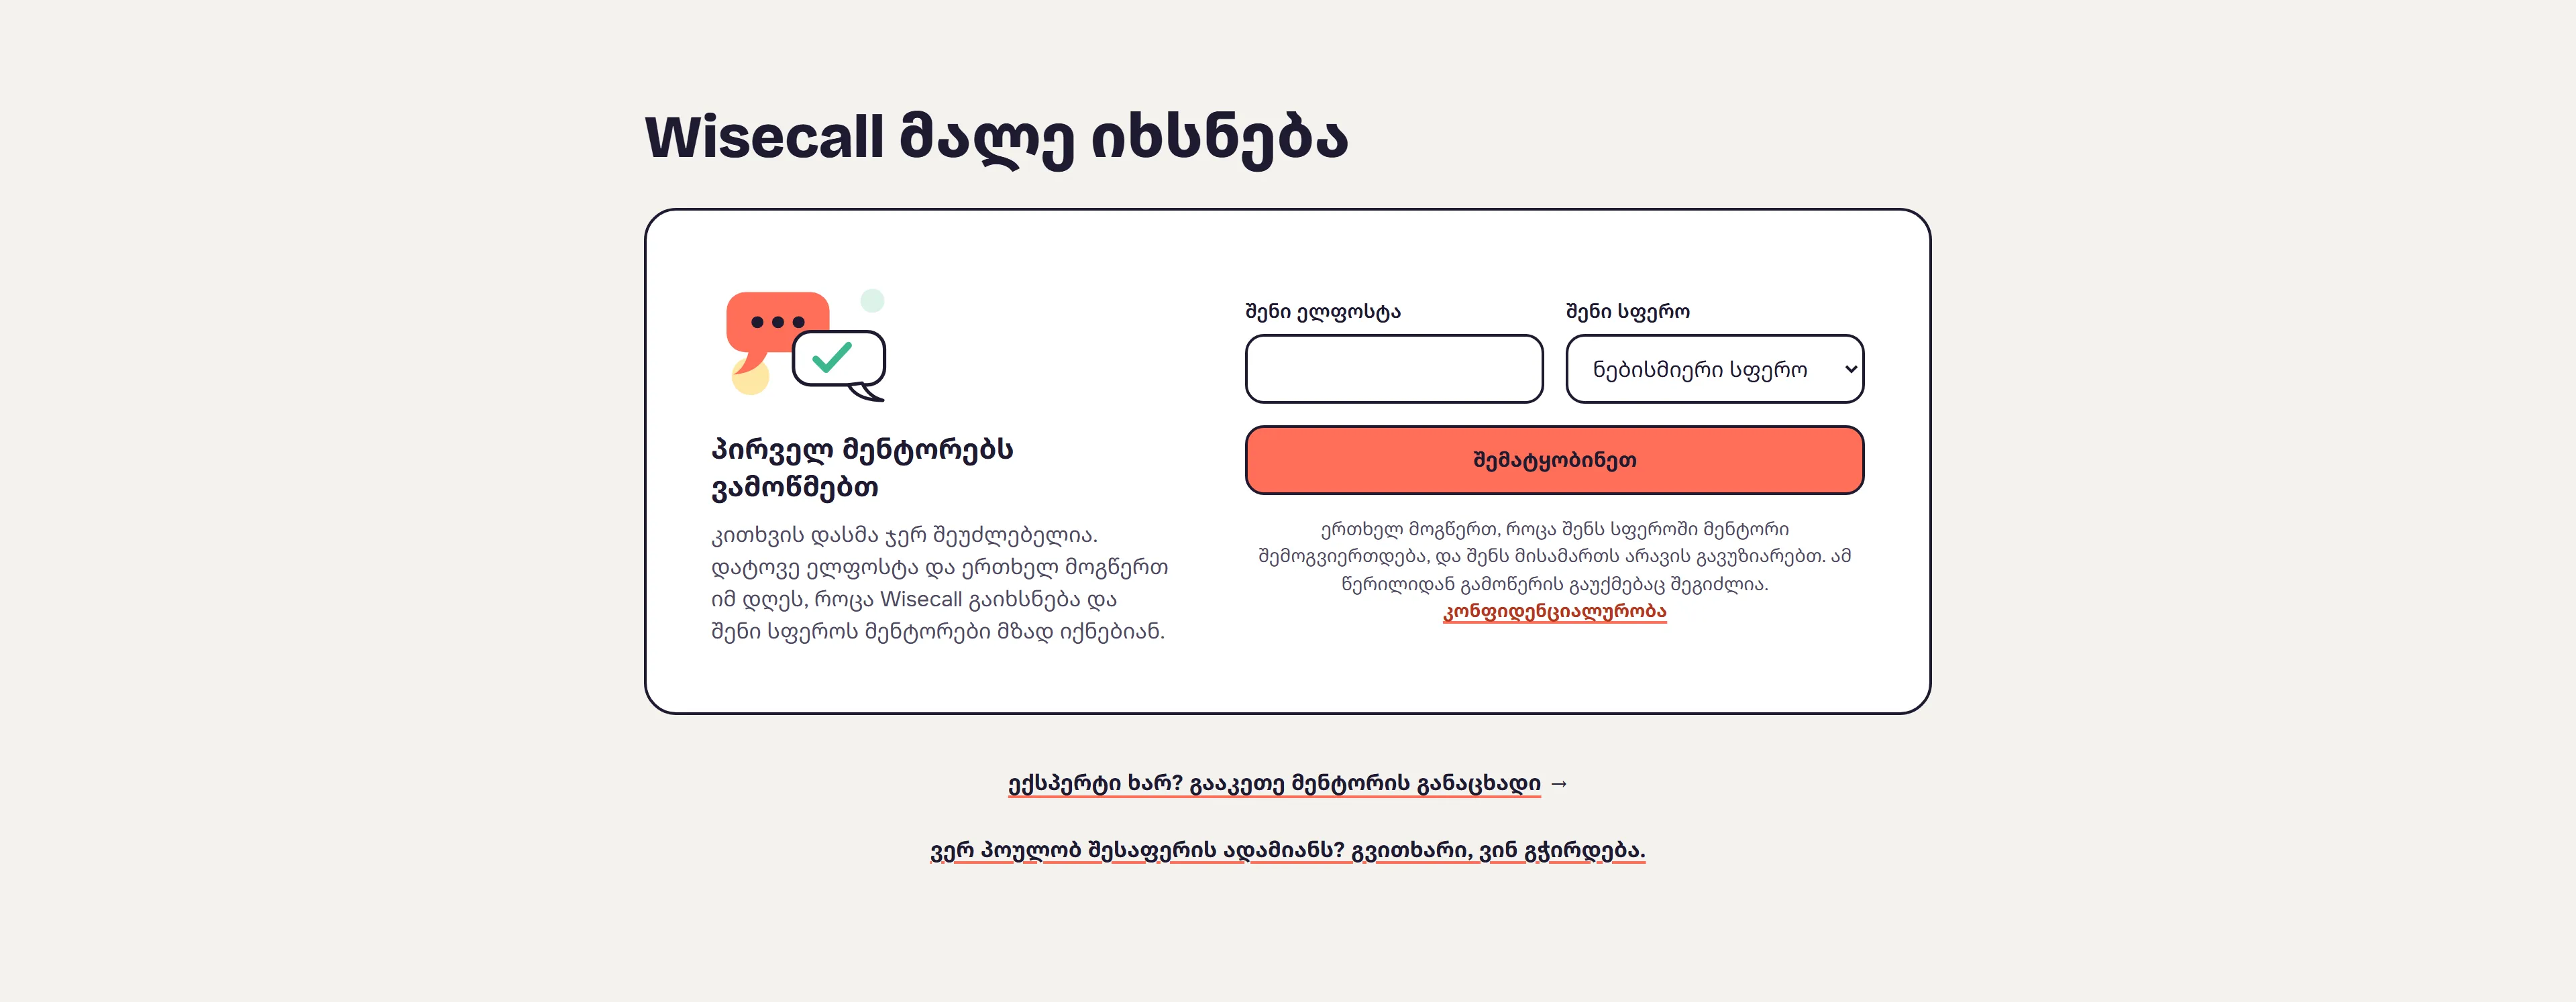 Wisecall მალე იხსნება
პირველ მენტორებს
ვამოწმებთ
კითხვის დასმა ჯერ შეუძლებელია.
დატოვე ელფოსტა და ერთხელ მოგწერთ
იმ დღეს, როცა Wisecall გაიხსნება და
შენი სფეროს მენტორები მზად იქნებიან.
შენი ელფოსტა
შენი სფერო
ნებისმიერი სფერო
შემატყობინეთ
ერთხელ მოგწერთ, როცა შენს სფეროში მენტორი
შემოგვიერთდება, და შენს მისამართს არავის გავუზიარებთ. ამ
წერილიდან გამოწერის გაუქმებაც შეგიძლია.
კონფიდენციალურობა
ექსპერტი ხარ? გააკეთე მენტორის განაცხადი →
ვერ პოულობ შესაფერის ადამიანს? გვითხარი, ვინ გჭირდება.